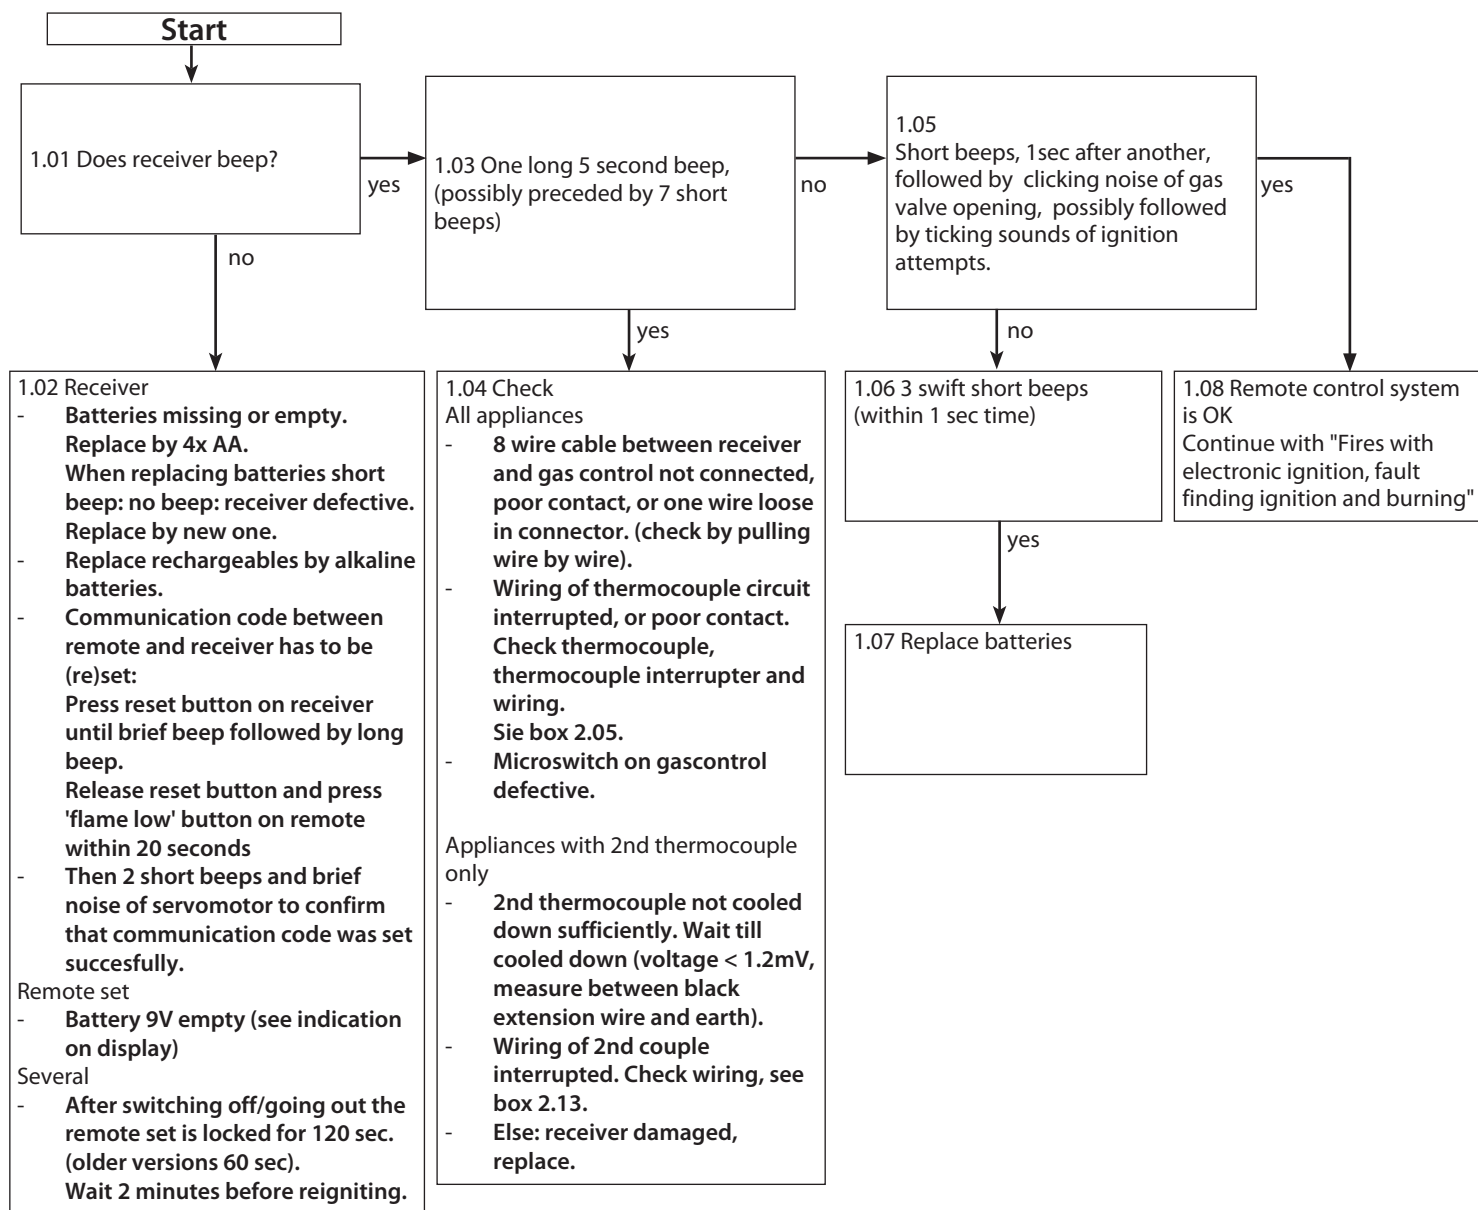 Start
1.01 Does receiver beep?
yes
no
1.03 One long 5 second beep,
(possibly preceded by 7 short
beeps)
no
yes
1.05
Short beeps, 1sec after another,
followed by clicking noise of gas
valve opening, possibly followed
by ticking sounds of ignition
attempts.
yes
no
1.02 Receiver
- Batteries missing or empty.
Replace by 4x AA.
When replacing batteries short
beep: no beep: receiver defective.
Replace by new one.
- Replace rechargeables by alkaline
batteries.
- Communication code between
remote and receiver has to be
(re)set:
Press reset button on receiver
until brief beep followed by long
beep.
Release reset button and press
'flame low' button on remote
within 20 seconds
- Then 2 short beeps and brief
noise of servomotor to confirm
that communication code was set
succesfully.
Remote set
- Battery 9V empty (see indication
on display)
Several
- After switching off/going out the
remote set is locked for 120 sec.
(older versions 60 sec).
Wait 2 minutes before reigniting.
1.04 Check
All appliances
- 8 wire cable between receiver
and gas control not connected,
poor contact, or one wire loose
in connector. (check by pulling
wire by wire).
- Wiring of thermocouple circuit
interrupted, or poor contact.
Check thermocouple,
thermocouple interrupter and
wiring.
Sie box 2.05.
- Microswitch on gascontrol
defective.
Appliances with 2nd thermocouple
only
- 2nd thermocouple not cooled
down sufficiently. Wait till
cooled down (voltage < 1.2mV,
measure between black
extension wire and earth).
- Wiring of 2nd couple
interrupted. Check wiring, see
box 2.13.
- Else: receiver damaged,
replace.
1.06 3 swift short beeps
(within 1 sec time)
yes
1.07 Replace batteries
1.08 Remote control system
is OK
Continue with "Fires with
electronic ignition, fault
finding ignition and burning"